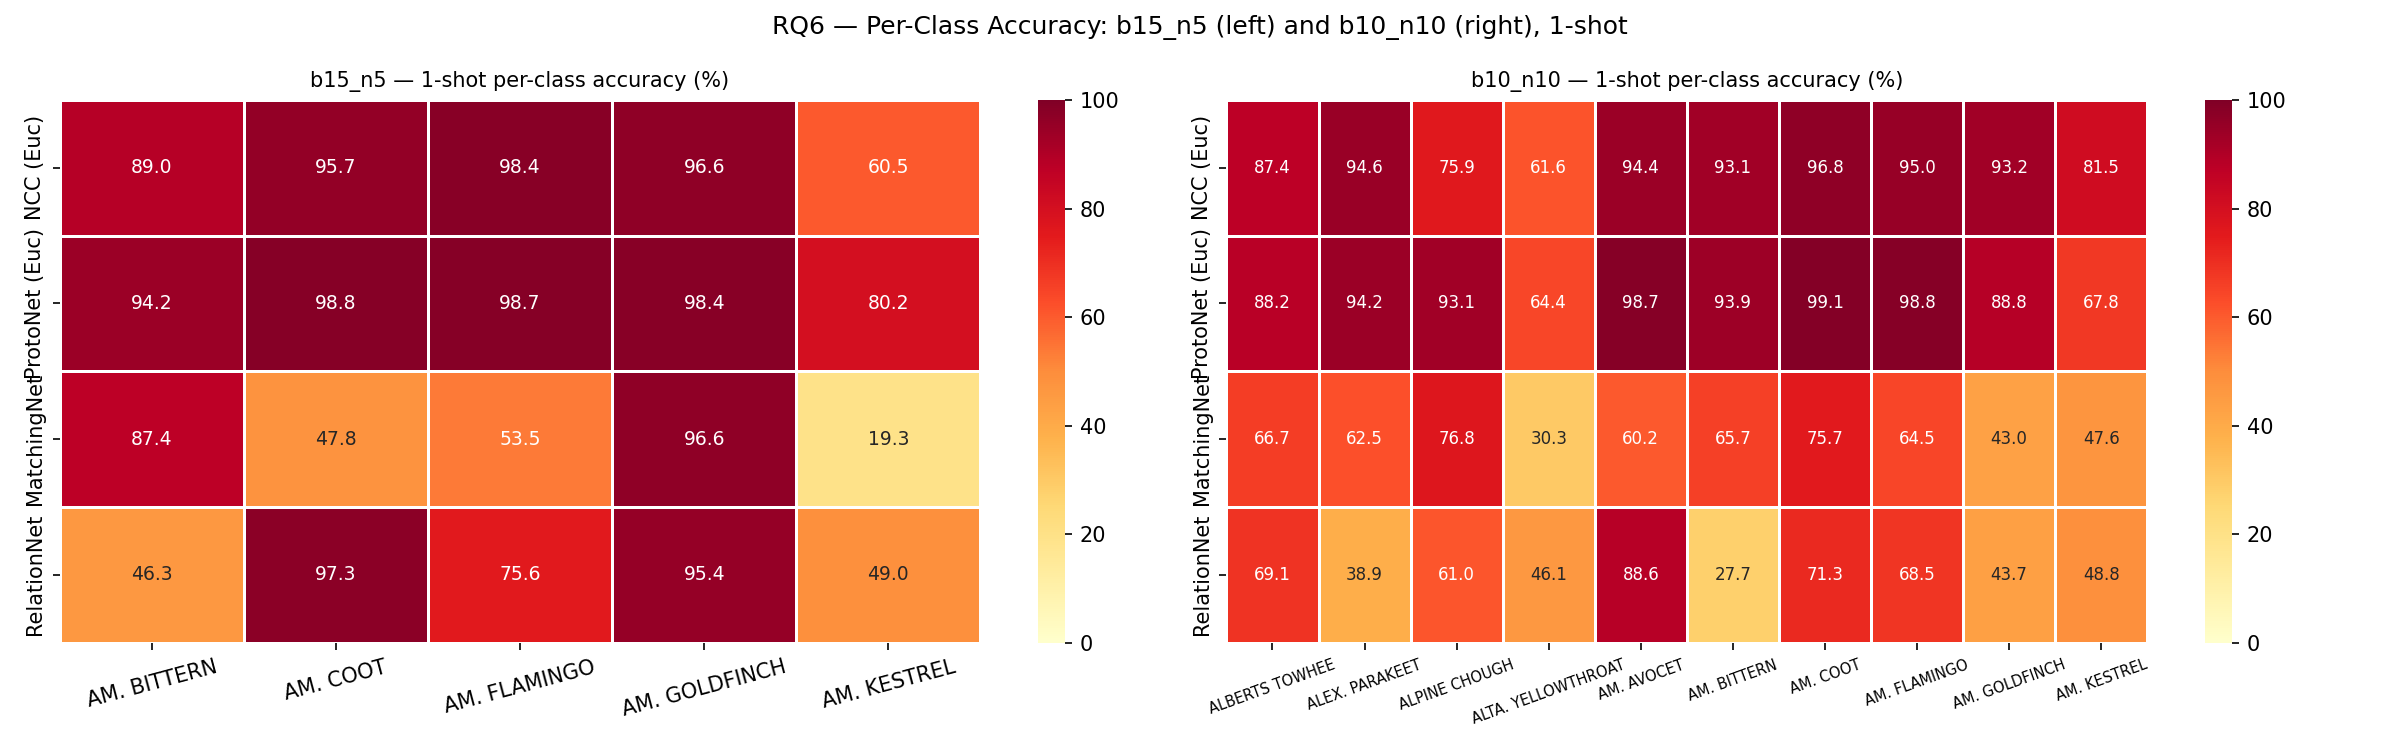 RQ6 — Per-Class Accuracy: b15_n5 (left) and b10_n10 (right), 1-shot
b15_n5 — 1-shot per-class accuracy (%)
NCC (Euc)
89.0 95.7 98.4 96.6 60.5
ProtoNet (Euc)
94.2 98.8 98.7 98.4 80.2
MatchingNet
87.4 47.8 53.5 96.6 19.3
RelationNet
46.3 97.3 75.6 95.4 49.0
AM. BITTERN AM. COOT AM. FLAMINGO AM. GOLDFINCH AM. KESTREL
100
80
60
40
20
0
b10_n10 — 1-shot per-class accuracy (%)
NCC (Euc)
87.4 94.6 75.9 61.6 94.4 93.1 96.8 95.0 93.2 81.5
ProtoNet (Euc)
88.2 94.2 93.1 64.4 98.7 93.9 99.1 98.8 88.8 67.8
MatchingNet
66.7 62.5 76.8 30.3 60.2 65.7 75.7 64.5 43.0 47.6
RelationNet
69.1 38.9 61.0 46.1 88.6 27.7 71.3 68.5 43.7 48.8
ALBERTS TOWHEE ALEX. PARAKEET ALPINE CHOUGH ALTA. YELLOWTHROAT AM. AVOCET AM. BITTERN AM. COOT AM. FLAMINGO AM. GOLDFINCH AM. KESTREL
100
80
60
40
20
0